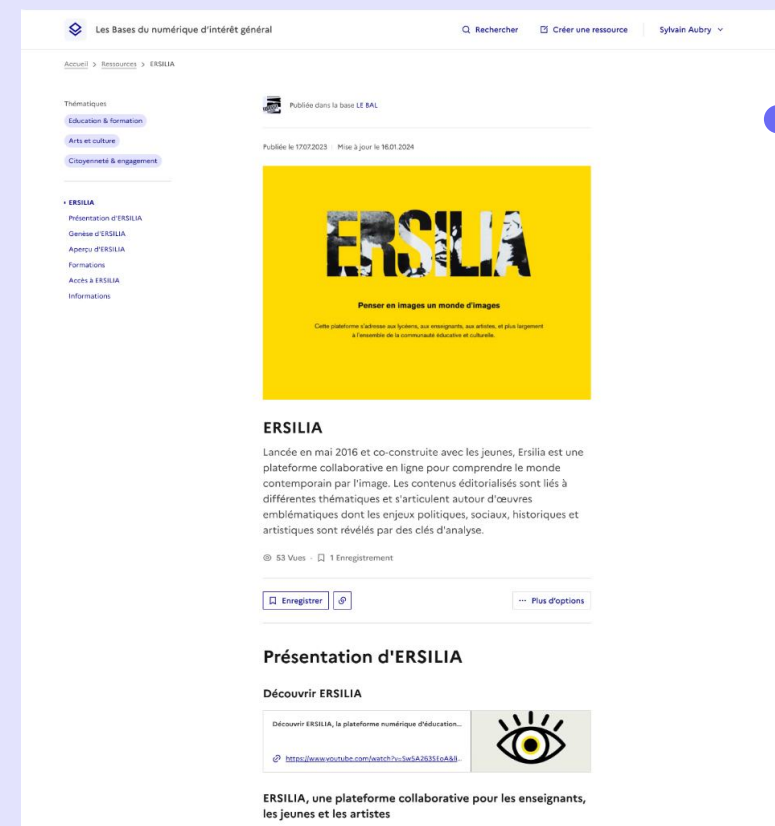 Les Bases du numérique d'intérêt général
Rechercher
Créer une ressource
Sylvain Aubry
Accueil > Ressources > ERSILIA
Thématiques
Education & formation
Arts et culture
Citoyenneté & engagement
ERSILIA
Présentation d'ERSILIA
Genèse d'ERSILIA
Aperçu d'ERSILIA
Formations
Accès à ERSILIA
Informations
Publiée dans la base LE BAL
Publiée le 17.07.2023 Mise à jour le 16.01.2024
ERSILIA
Penser en images un monde d'images
Cette plateforme s'adresse aux lycéens, aux enseignants, aux artistes, et plus largement
à l'ensemble de la communauté éducative et culturelle.
ERSILIA
Lancée en mai 2016 et co-construite avec les jeunes, Ersilia est une
plateforme collaborative en ligne pour comprendre le monde
contemporain par l'image. Les contenus éditorialisés sont liés à
différentes thématiques et s'articulent autour d'œuvres
emblématiques dont les enjeux politiques, sociaux, historiques et
artistiques sont révélés par des clés d'analyse.
53 Vues · 1 Enregistrement
Enregistrer
··· Plus d'options
Présentation d'ERSILIA
Découvrir ERSILIA
Découvrir ERSILIA, la plateforme numérique d'éducation...
ERSILIA, une plateforme collaborative pour les enseignants,
les jeunes et les artistes